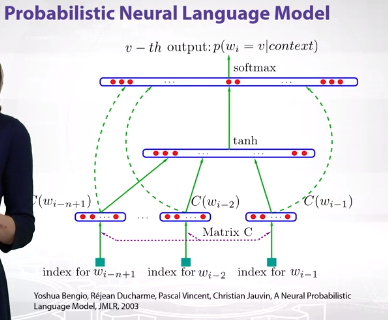 Probabilistic Neural Language Model
v − th output: p(w_i = v|context)
softmax
...
...
tanh
...
C(w_{i−n+1})
C(w_{i−2})
C(w_{i−1})
...
...
...
...
Matrix C
index for w_{i−n+1}
index for w_{i−2}
index for w_{i−1}
Yoshua Bengio, Réjean Ducharme, Pascal Vincent, Christian Jauvin, A Neural Probabilistic
Language Model, JMLR, 2003